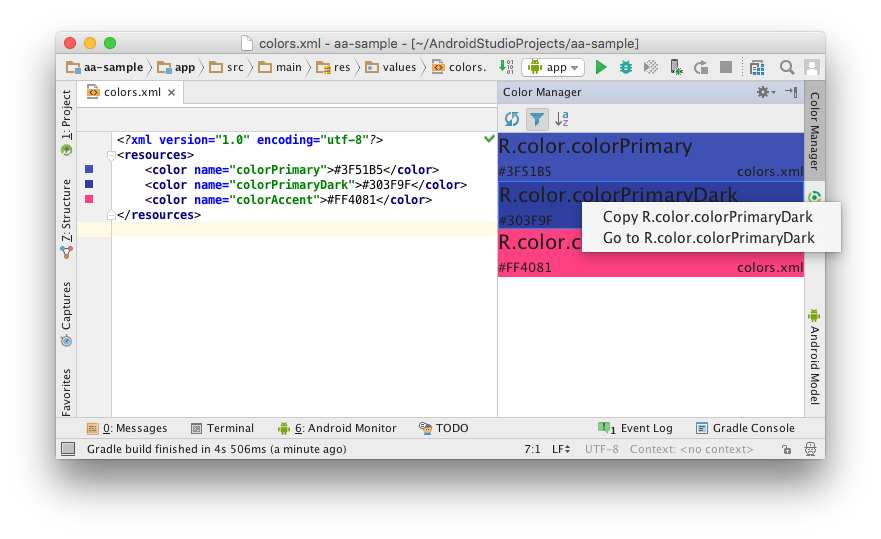 colors.xml - aa-sample - [~/AndroidStudioProjects/aa-sample]
aa-sample app src main res values colors. app
colors.xml
Color Manager
1: Project
Z: Structure
Captures
Favorites
<?xml version="1.0" encoding="utf-8"?>
<resources>
<color name="colorPrimary">#3F51B5</color>
<color name="colorPrimaryDark">#303F9F</color>
<color name="colorAccent">#FF4081</color>
</resources>
R.color.colorPrimary
#3F51B5 colors.xml
R.color.colorPrimaryDark
#303F9F
Copy R.color.colorPrimaryDark
Go to R.color.colorPrimaryDark
R.color.c
#FF4081 colors.xml
Color Manager
Android Model
0: Messages Terminal 6: Android Monitor TODO 1 Event Log Gradle Console
Gradle build finished in 4s 506ms (a minute ago) 7:1 LF UTF-8 Context: <no context>